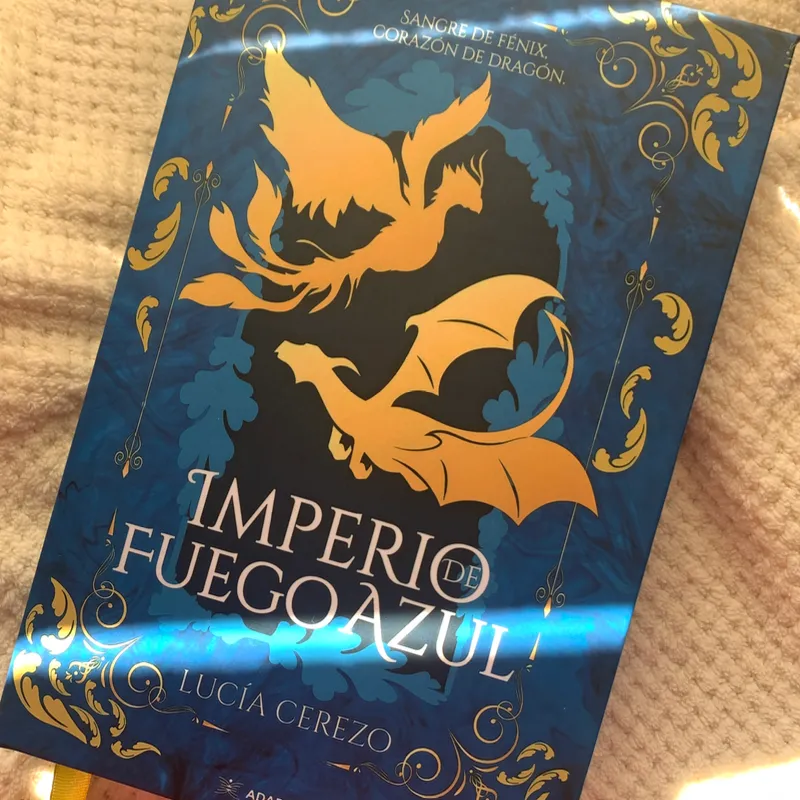 SANGRE DE FÉNIX.
CORAZÓN DE DRAGÓN.
IMPERIO DE
FUEGO AZUL
LUCÍA CEREZO